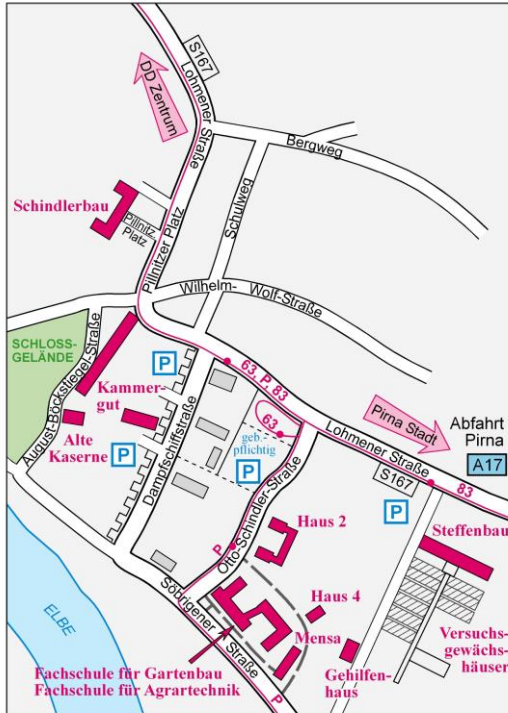 S167
DD Zentrum
Lohmener
Straße
Bergweg
Schulweg
Schindlerbau
Pillnitz.
Platz
Pillnitzer Platz
Wilhelm-
Wolf-Straße
SCHLOSS-
GELÄNDE
August-Böckstiegel-Straße
P
Kammer-
gut
Alte
Kaserne
P
Dampfschiffstraße
63, P, 83
63
geb.
pflichtig
P
Pirna Stadt
Abfahrt
Pirna
A17
Lohmener Straße
S167
83
P
Otto-Schindler-Straße
P
Haus 2
Steffenbau
Haus 4
Mensa
ELBE
Söbrigener
Straße
Gehilfen-
haus
Versuchs-
gewächs-
häuser
Fachschule für Gartenbau
Fachschule für Agrartechnik
P